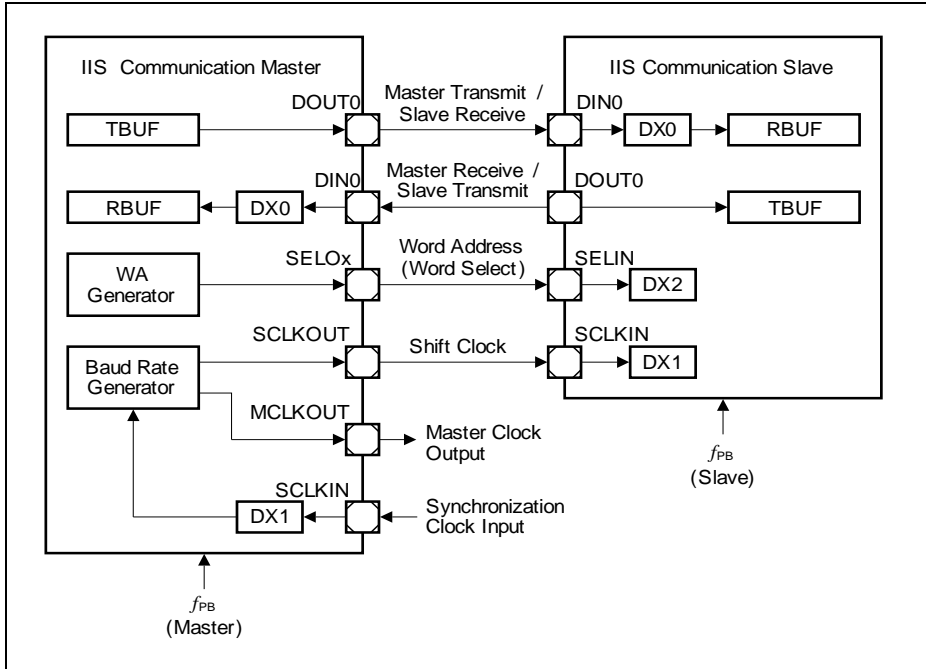 IIS Communication Master
IIS Communication Slave
DOUT0
Master Transmit /
Slave Receive
DIN0
TBUF
DX0
RBUF
DIN0
Master Receive /
Slave Transmit
DOUT0
RBUF
DX0
TBUF
SELOx
Word Address
(Word Select)
SELIN
WA
Generator
DX2
SCLKOUT
Shift Clock
SCLKIN
Baud Rate
Generator
DX1
MCLKOUT
Master Clock
Output
SCLKIN
DX1
Synchronization
Clock Input
fPB
(Slave)
fPB
(Master)